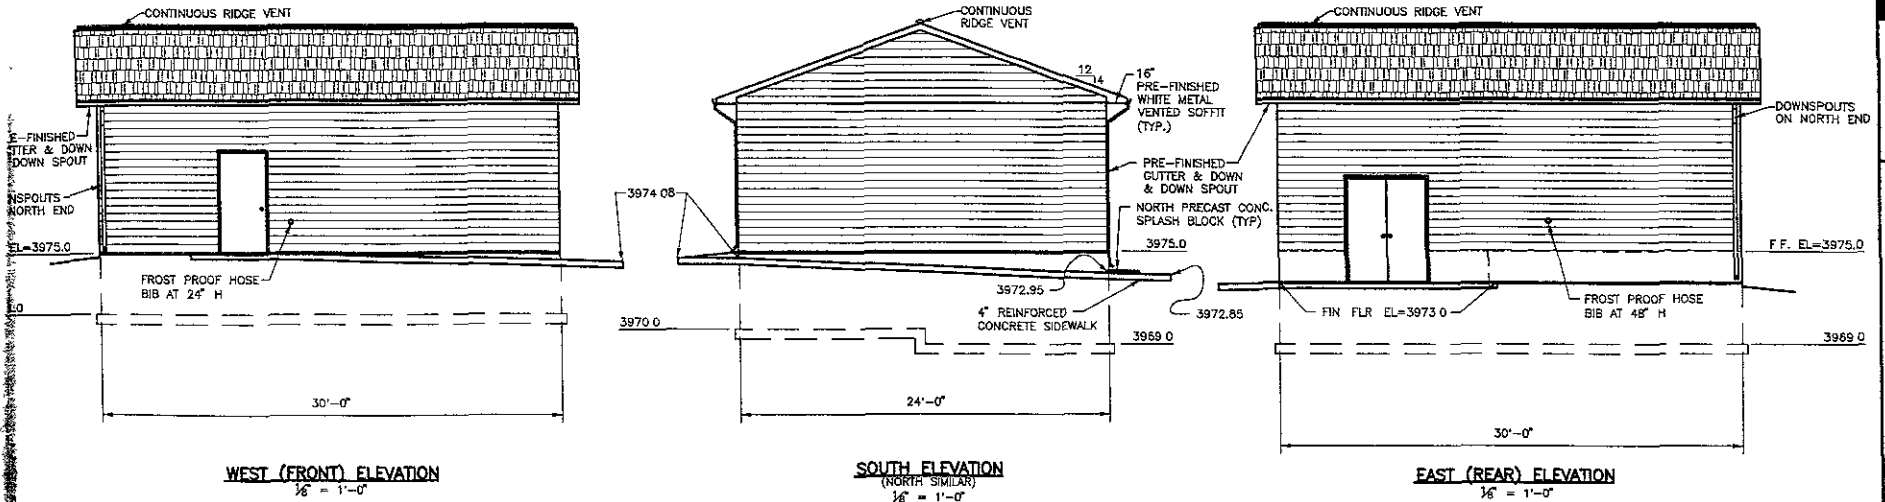 CONTINUOUS RIDGE VENT
E-FINISHED
TTER & DOWN
DOWN SPOUT
NSPOUTS
NORTH END
EL=3975.0
FROST PROOF HOSE
BIB AT 24" H
.0
30'-0"
WEST (FRONT) ELEVATION
1/8" = 1'-0"
CONTINUOUS
RIDGE VENT
12
4
16"
PRE-FINISHED
WHITE METAL
VENTED SOFFIT
(TYP.)
PRE-FINISHED
GUTTER & DOWN
& DOWN SPOUT
NORTH PRECAST CONC.
SPLASH BLOCK (TYP)
3974 08
3975.0
3972.95
4" REINFORCED
CONCRETE SIDEWALK
3972.85
3970 0
3969 0
24'-0"
SOUTH ELEVATION
(NORTH SIMILAR)
1/8" = 1'-0"
CONTINUOUS RIDGE VENT
DOWNSPOUTS
ON NORTH END
F F. EL=3975.0
FIN FLR EL=3973 0
FROST PROOF HOSE
BIB AT 48" H
3969 0
30'-0"
EAST (REAR) ELEVATION
1/8" = 1'-0"